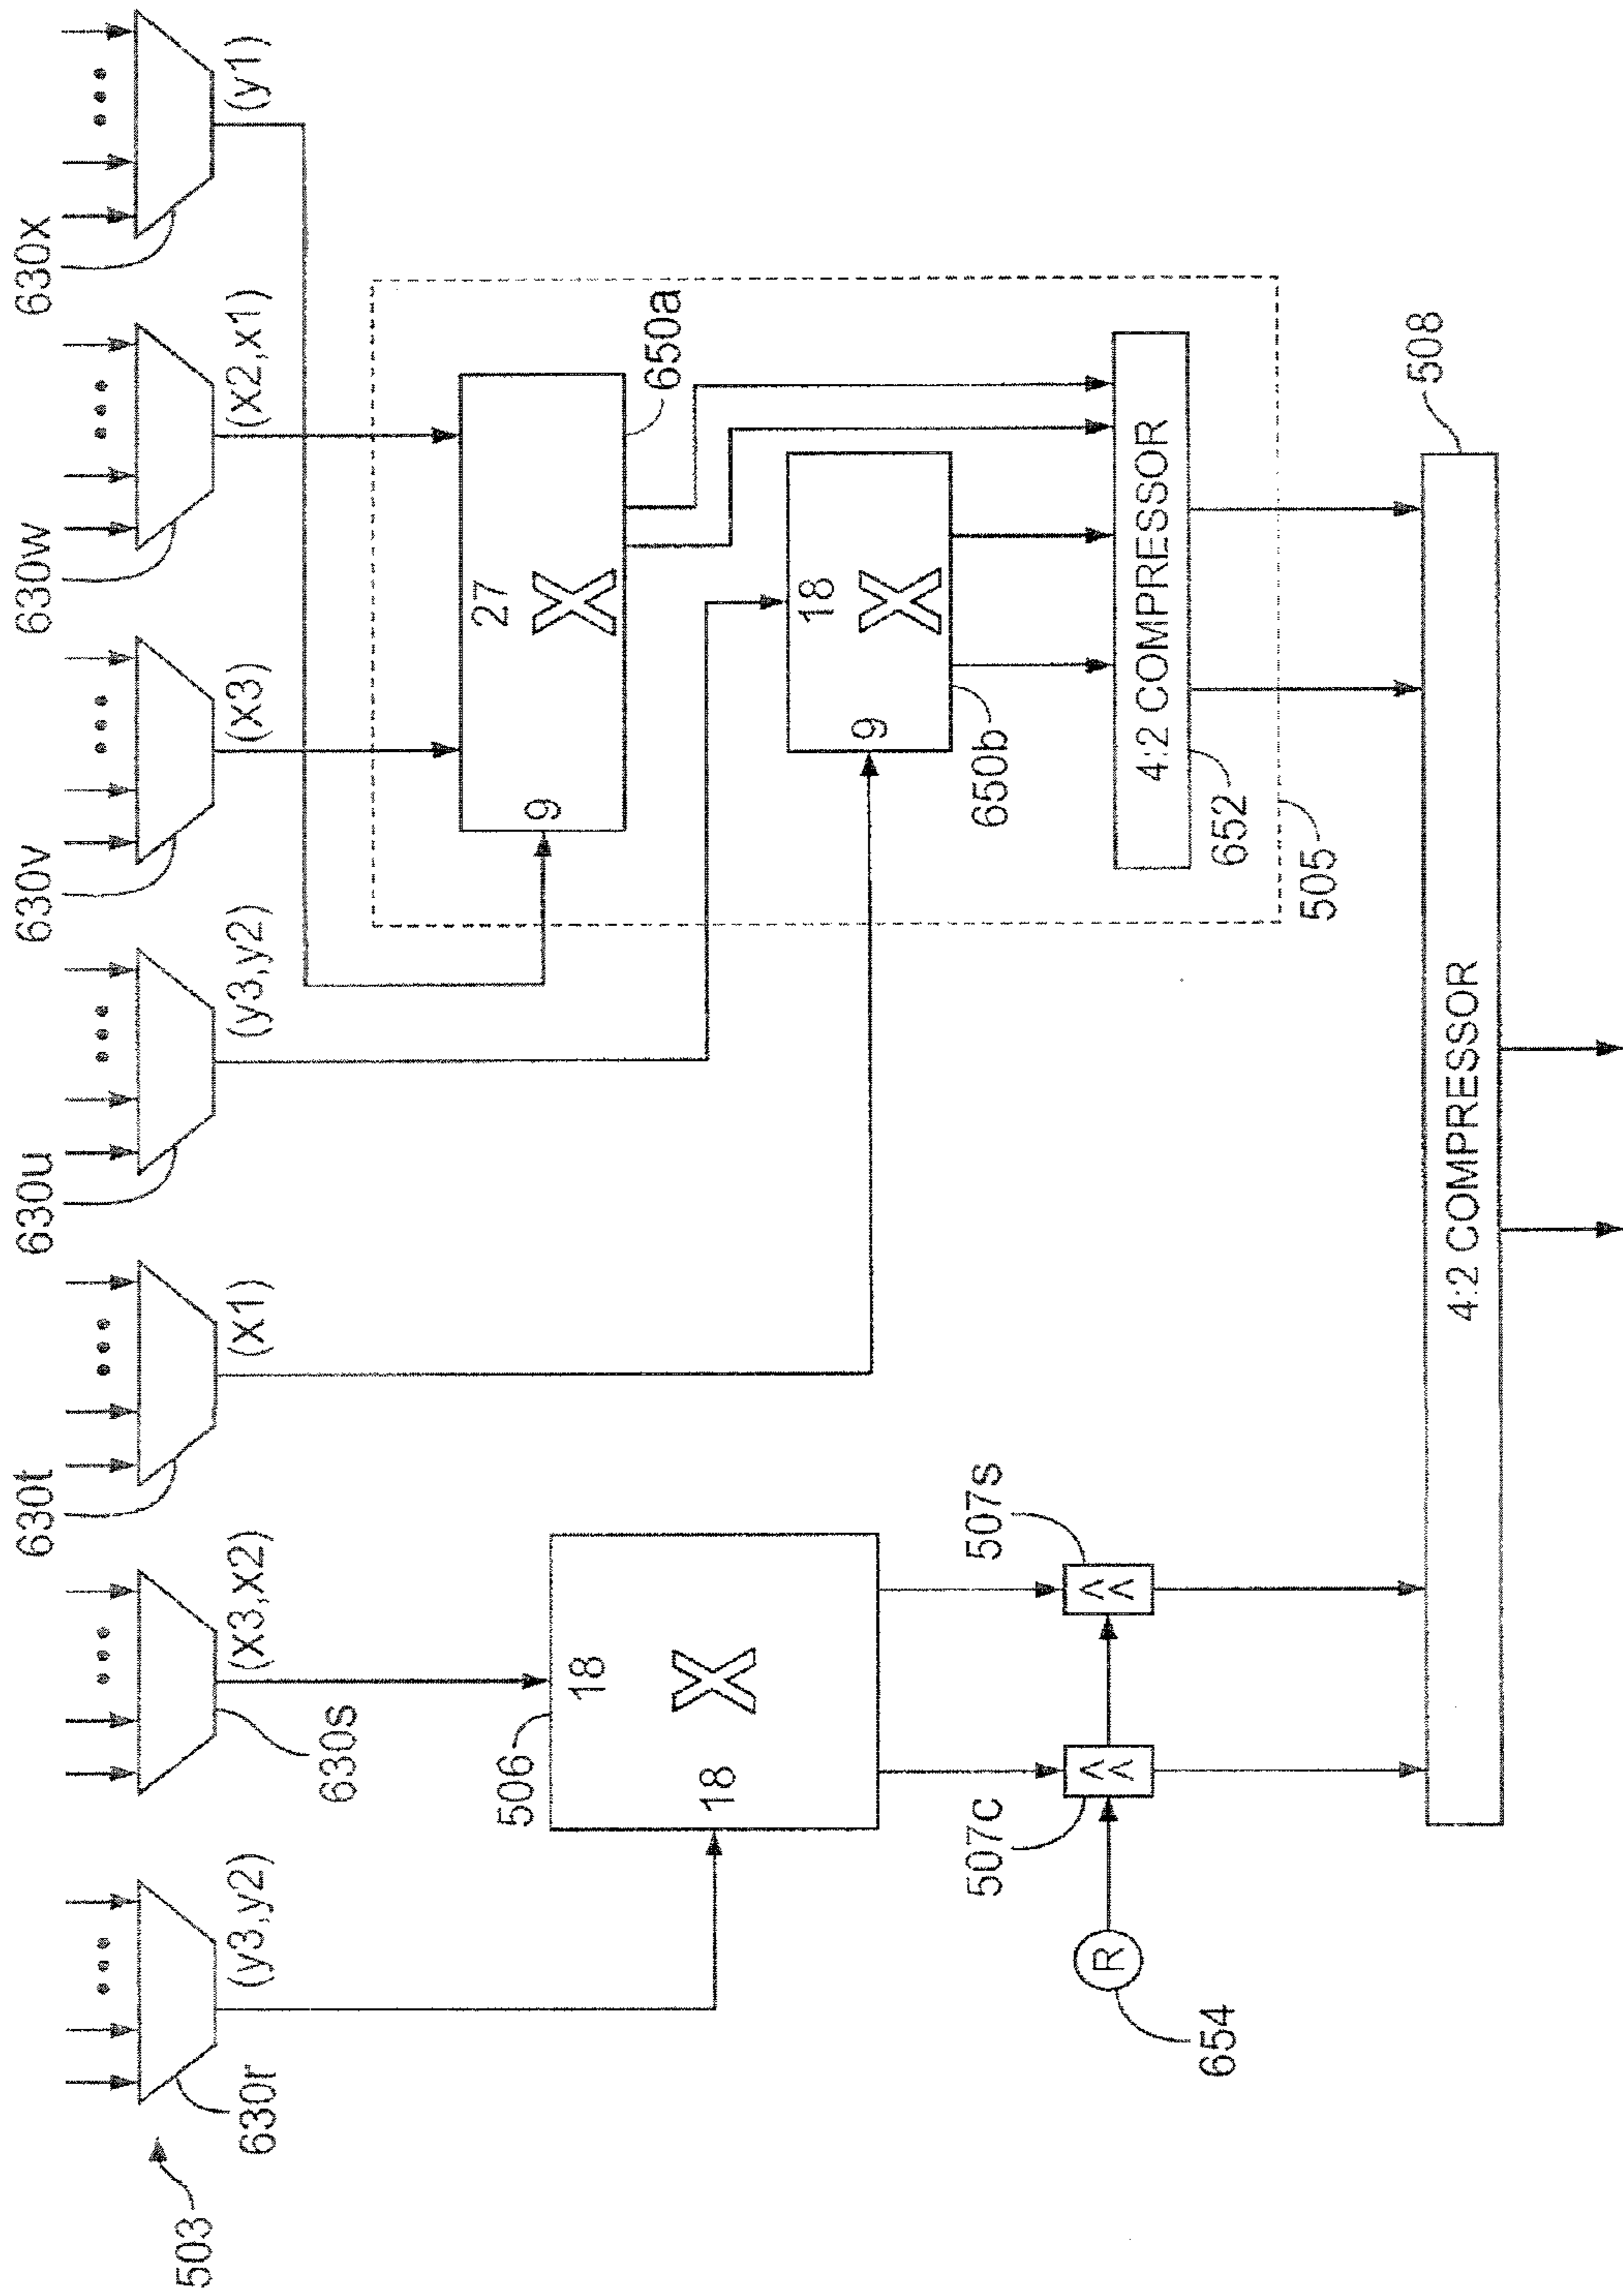 503
630r
(y3,y2)
630s
(x3,x2)
630t
(x1)
630u
(y3,y2)
630v
(x3)
630w
(x2,x1)
630x
(y1)
506
18
18
X
27
9
X
650a
18
9
X
650b
4:2 COMPRESSOR
652
505
507c
<<
507s
<<
R
654
4:2 COMPRESSOR
508